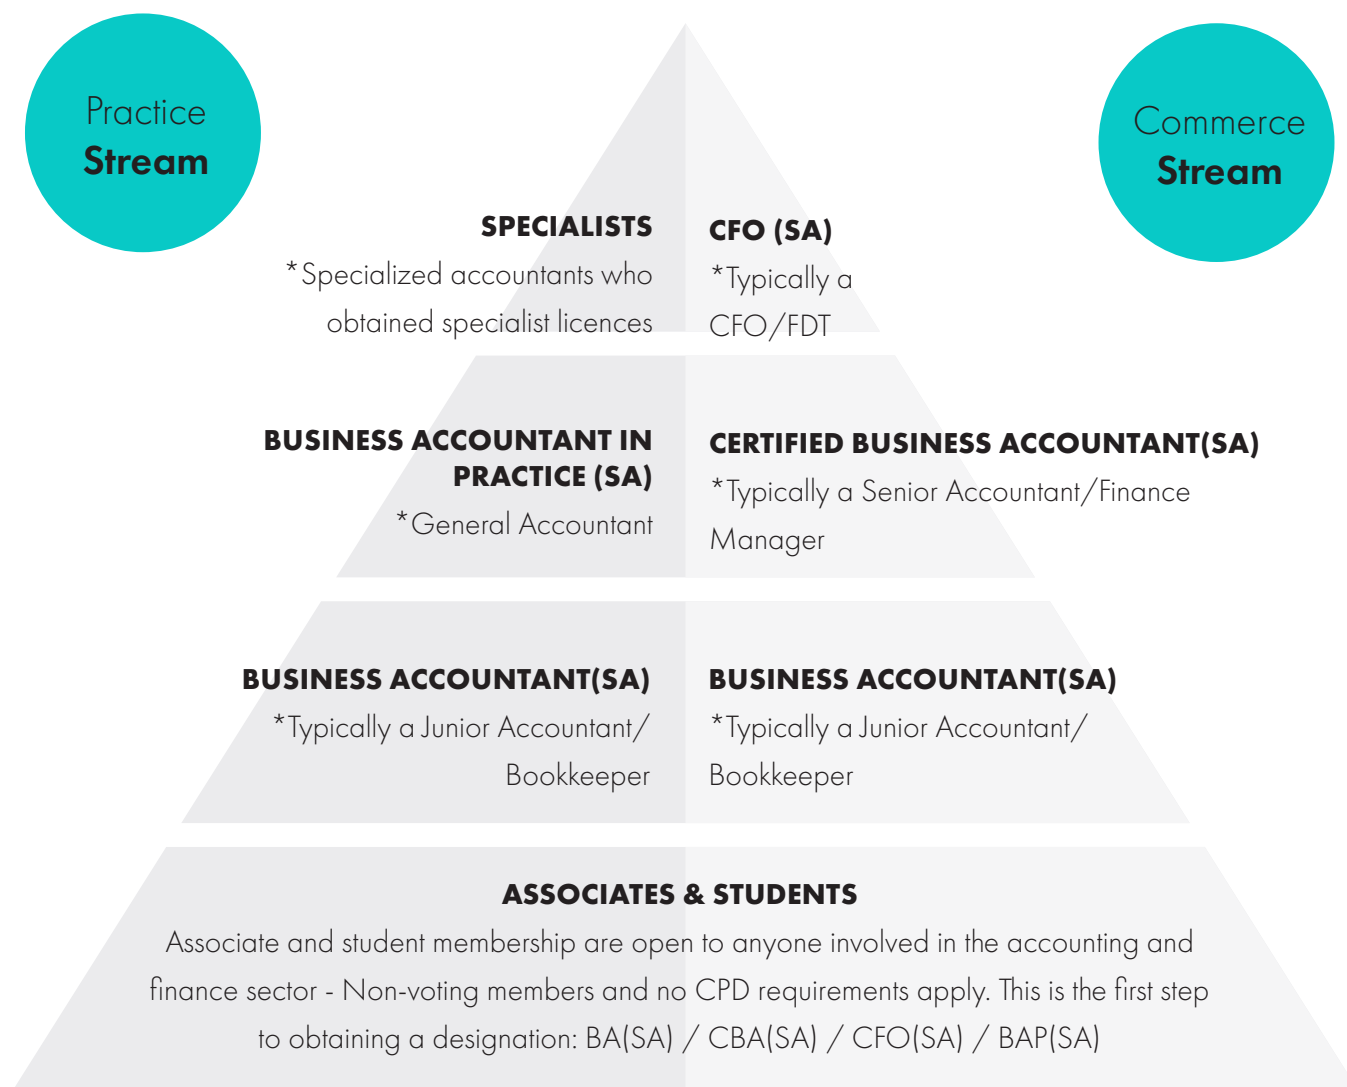 Practice
Stream
Commerce
Stream
SPECIALISTS
*Specialized accountants who
obtained specialist licences
CFO (SA)
*Typically a
CFO/FDT
BUSINESS ACCOUNTANT IN
PRACTICE (SA)
*General Accountant
CERTIFIED BUSINESS ACCOUNTANT(SA)
*Typically a Senior Accountant/Finance
Manager
BUSINESS ACCOUNTANT(SA)
*Typically a Junior Accountant/
Bookkeeper
BUSINESS ACCOUNTANT(SA)
*Typically a Junior Accountant/
Bookkeeper
ASSOCIATES & STUDENTS
Associate and student membership are open to anyone involved in the accounting and
finance sector - Non-voting members and no CPD requirements apply. This is the first step
to obtaining a designation: BA(SA) / CBA(SA) / CFO(SA) / BAP(SA)